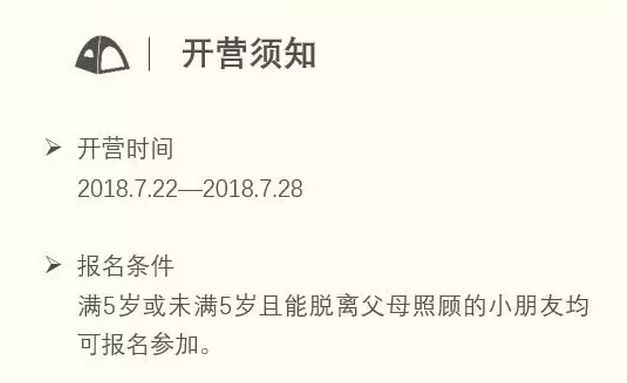 开营须知
开营时间
2018.7.22—2018.7.28
报名条件
满5岁或未满5岁且能脱离父母照顾的小朋友均
可报名参加。